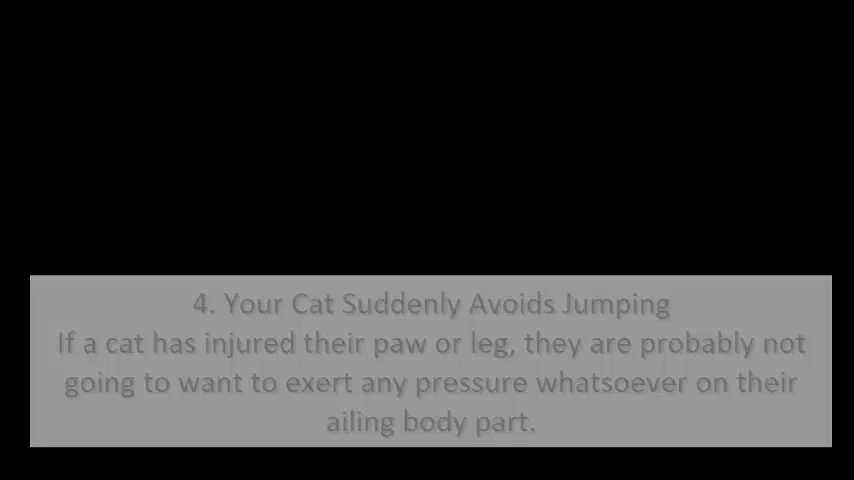 4. Your Cat Suddenly Avoids Jumping
If a cat has injured their paw or leg, they are probably not
going to want to exert any pressure whatsoever on their
ailing body part.